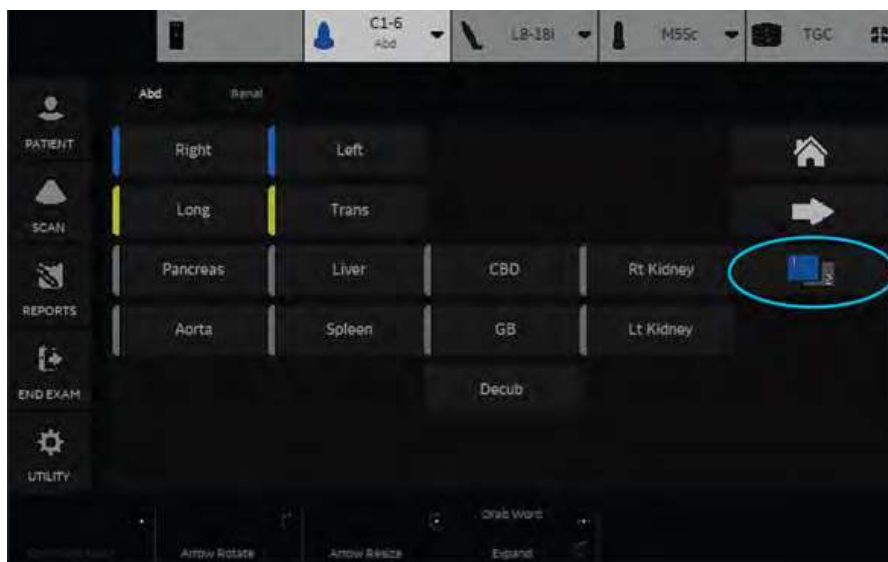 C1-6
Abd
L8-18i
M5Sc
TGC
Abd
Renal
PATIENT
Right
Left
SCAN
Long
Trans
Pancreas
Liver
CBD
Rt Kidney
REPORTS
Aorta
Spleen
GB
Lt Kidney
END EXAM
Decub
UTILITY
Grab Word
Arrow Rotate
Arrow Resize
Expand